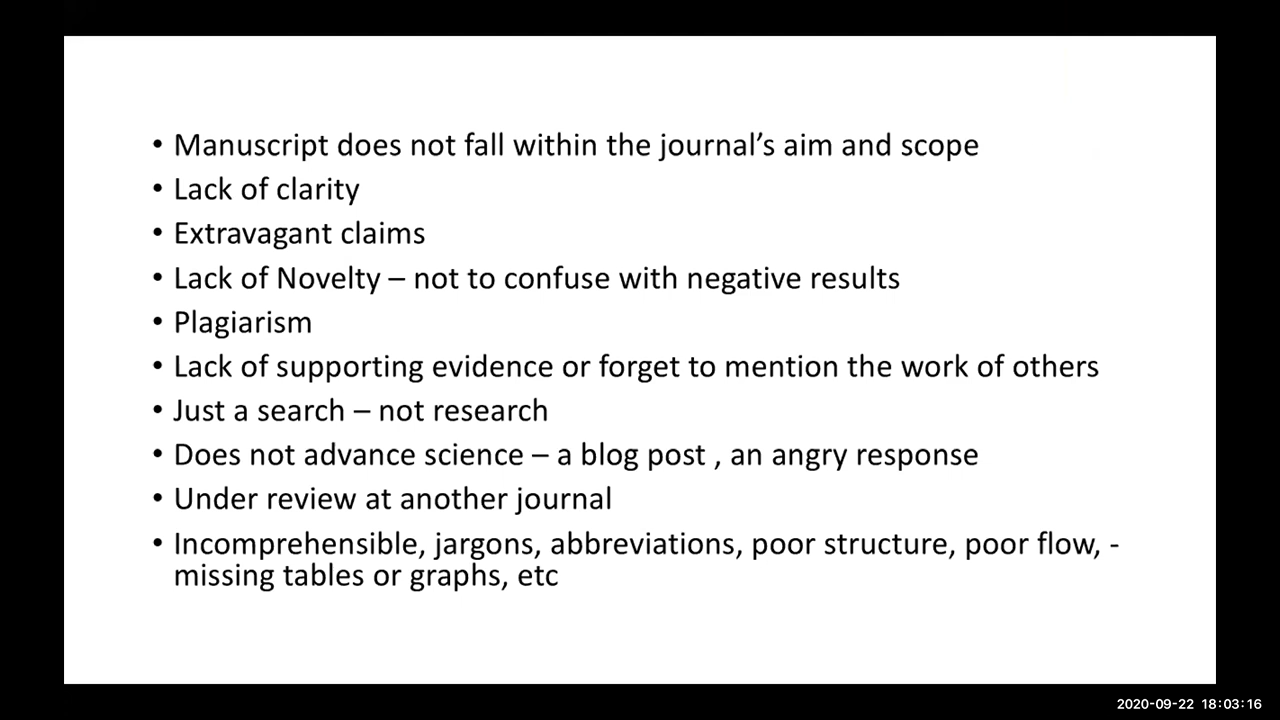 • Manuscript does not fall within the journal’s aim and scope
• Lack of clarity
• Extravagant claims
• Lack of Novelty – not to confuse with negative results
• Plagiarism
• Lack of supporting evidence or forget to mention the work of others
• Just a search – not research
• Does not advance science – a blog post , an angry response
• Under review at another journal
• Incomprehensible, jargons, abbreviations, poor structure, poor flow, -
missing tables or graphs, etc
2020-09-22 18:03:16